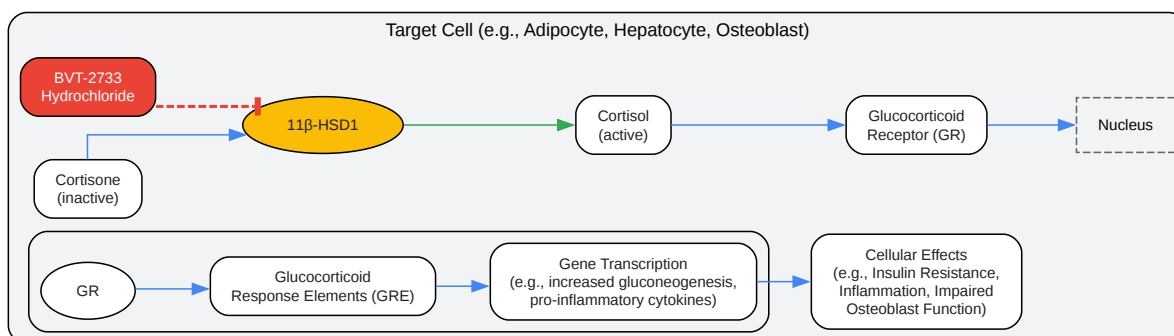 Target Cell (e.g., Adipocyte, Hepatocyte, Osteoblast)
BVT-2733
Hydrochloride
11β-HSD1
Cortisol
(active)
Glucocorticoid
Receptor (GR)
Nucleus
Cortisone
(inactive)
GR
Glucocorticoid
Response Elements (GRE)
Gene Transcription
(e.g., increased gluconeogenesis,
pro-inflammatory cytokines)
Cellular Effects
(e.g., Insulin Resistance,
Inflammation, Impaired
Osteoblast Function)